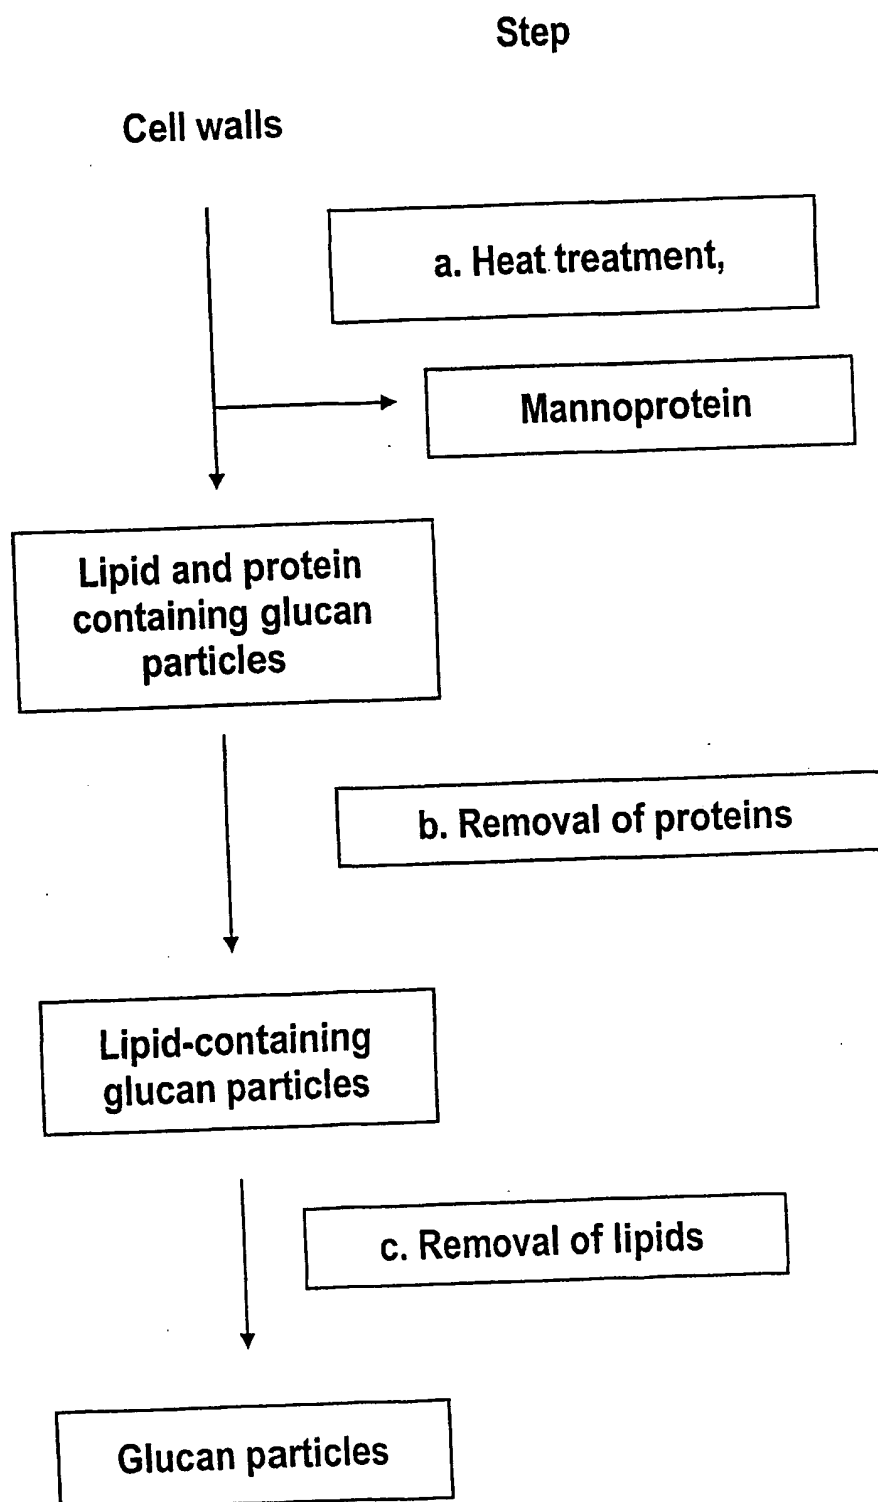 Step
Cell walls
a. Heat treatment,
Mannoprotein
Lipid and protein
containing glucan
particles
b. Removal of proteins
Lipid-containing
glucan particles
c. Removal of lipids
Glucan particles